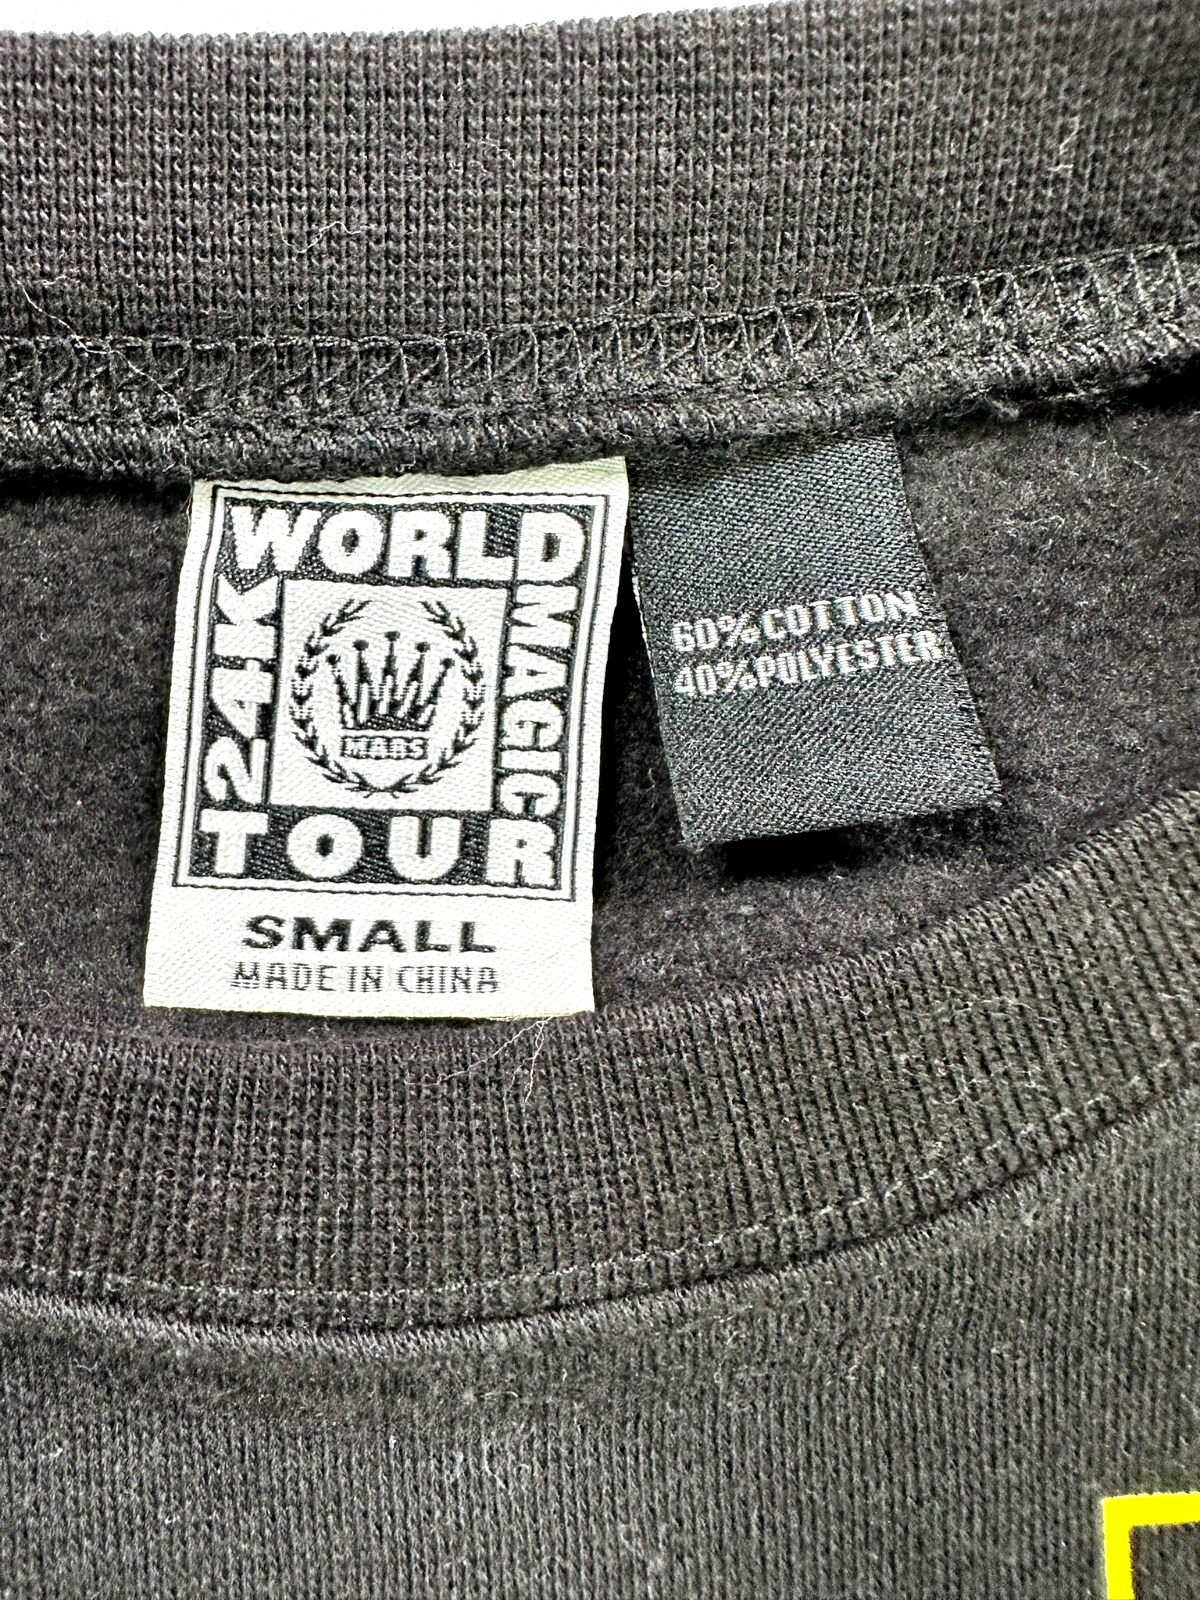 24K WORLD MAGIC TOUR
MARS
SMALL
MADE IN CHINA
60% COTTON
40% POLYESTER